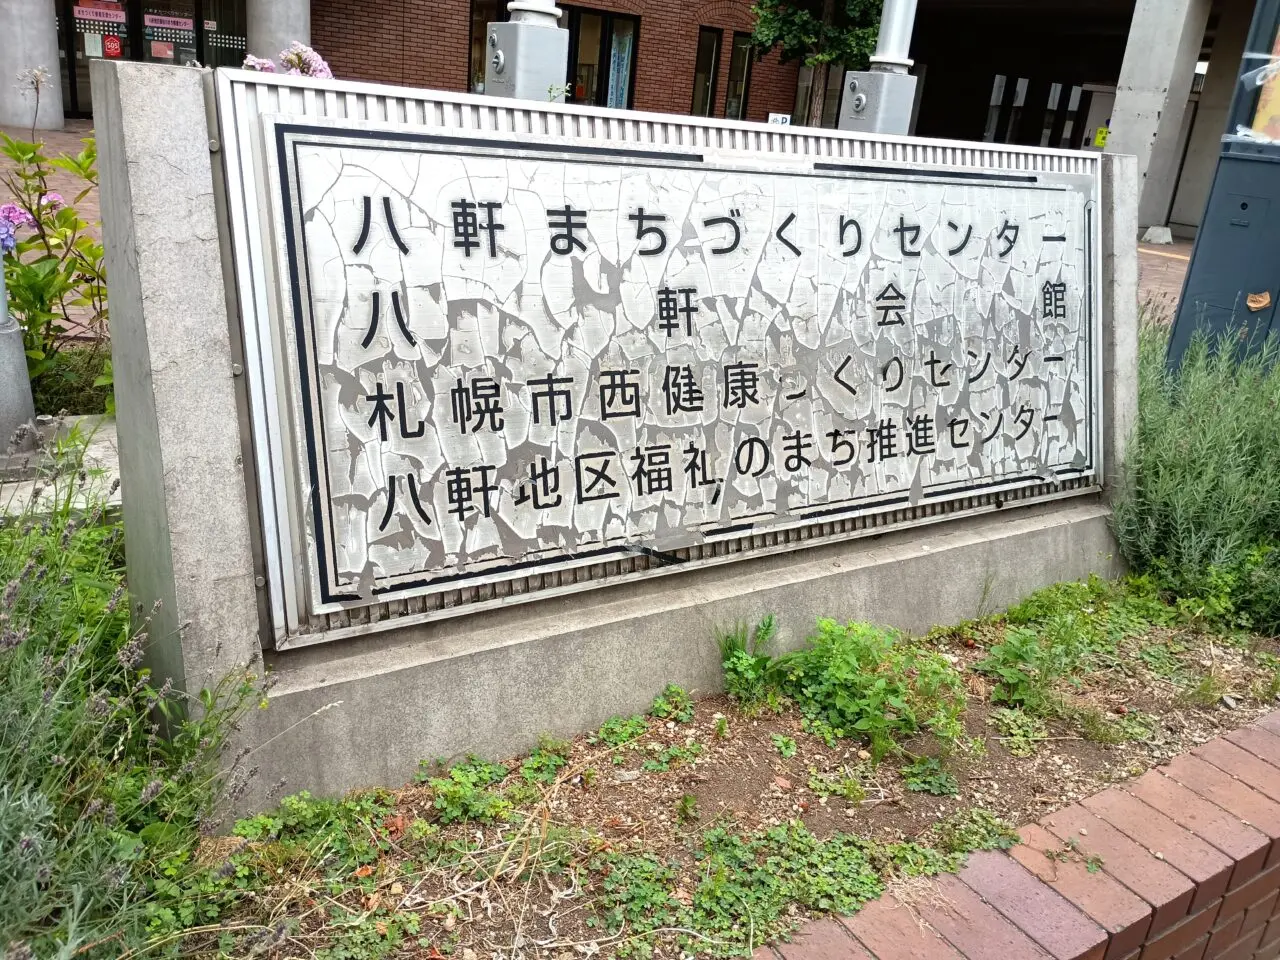 八軒まちづくりセンター
八軒会館
札幌市西健康づくりセンター
八軒地区福祉のまち推進センター
SOS
P